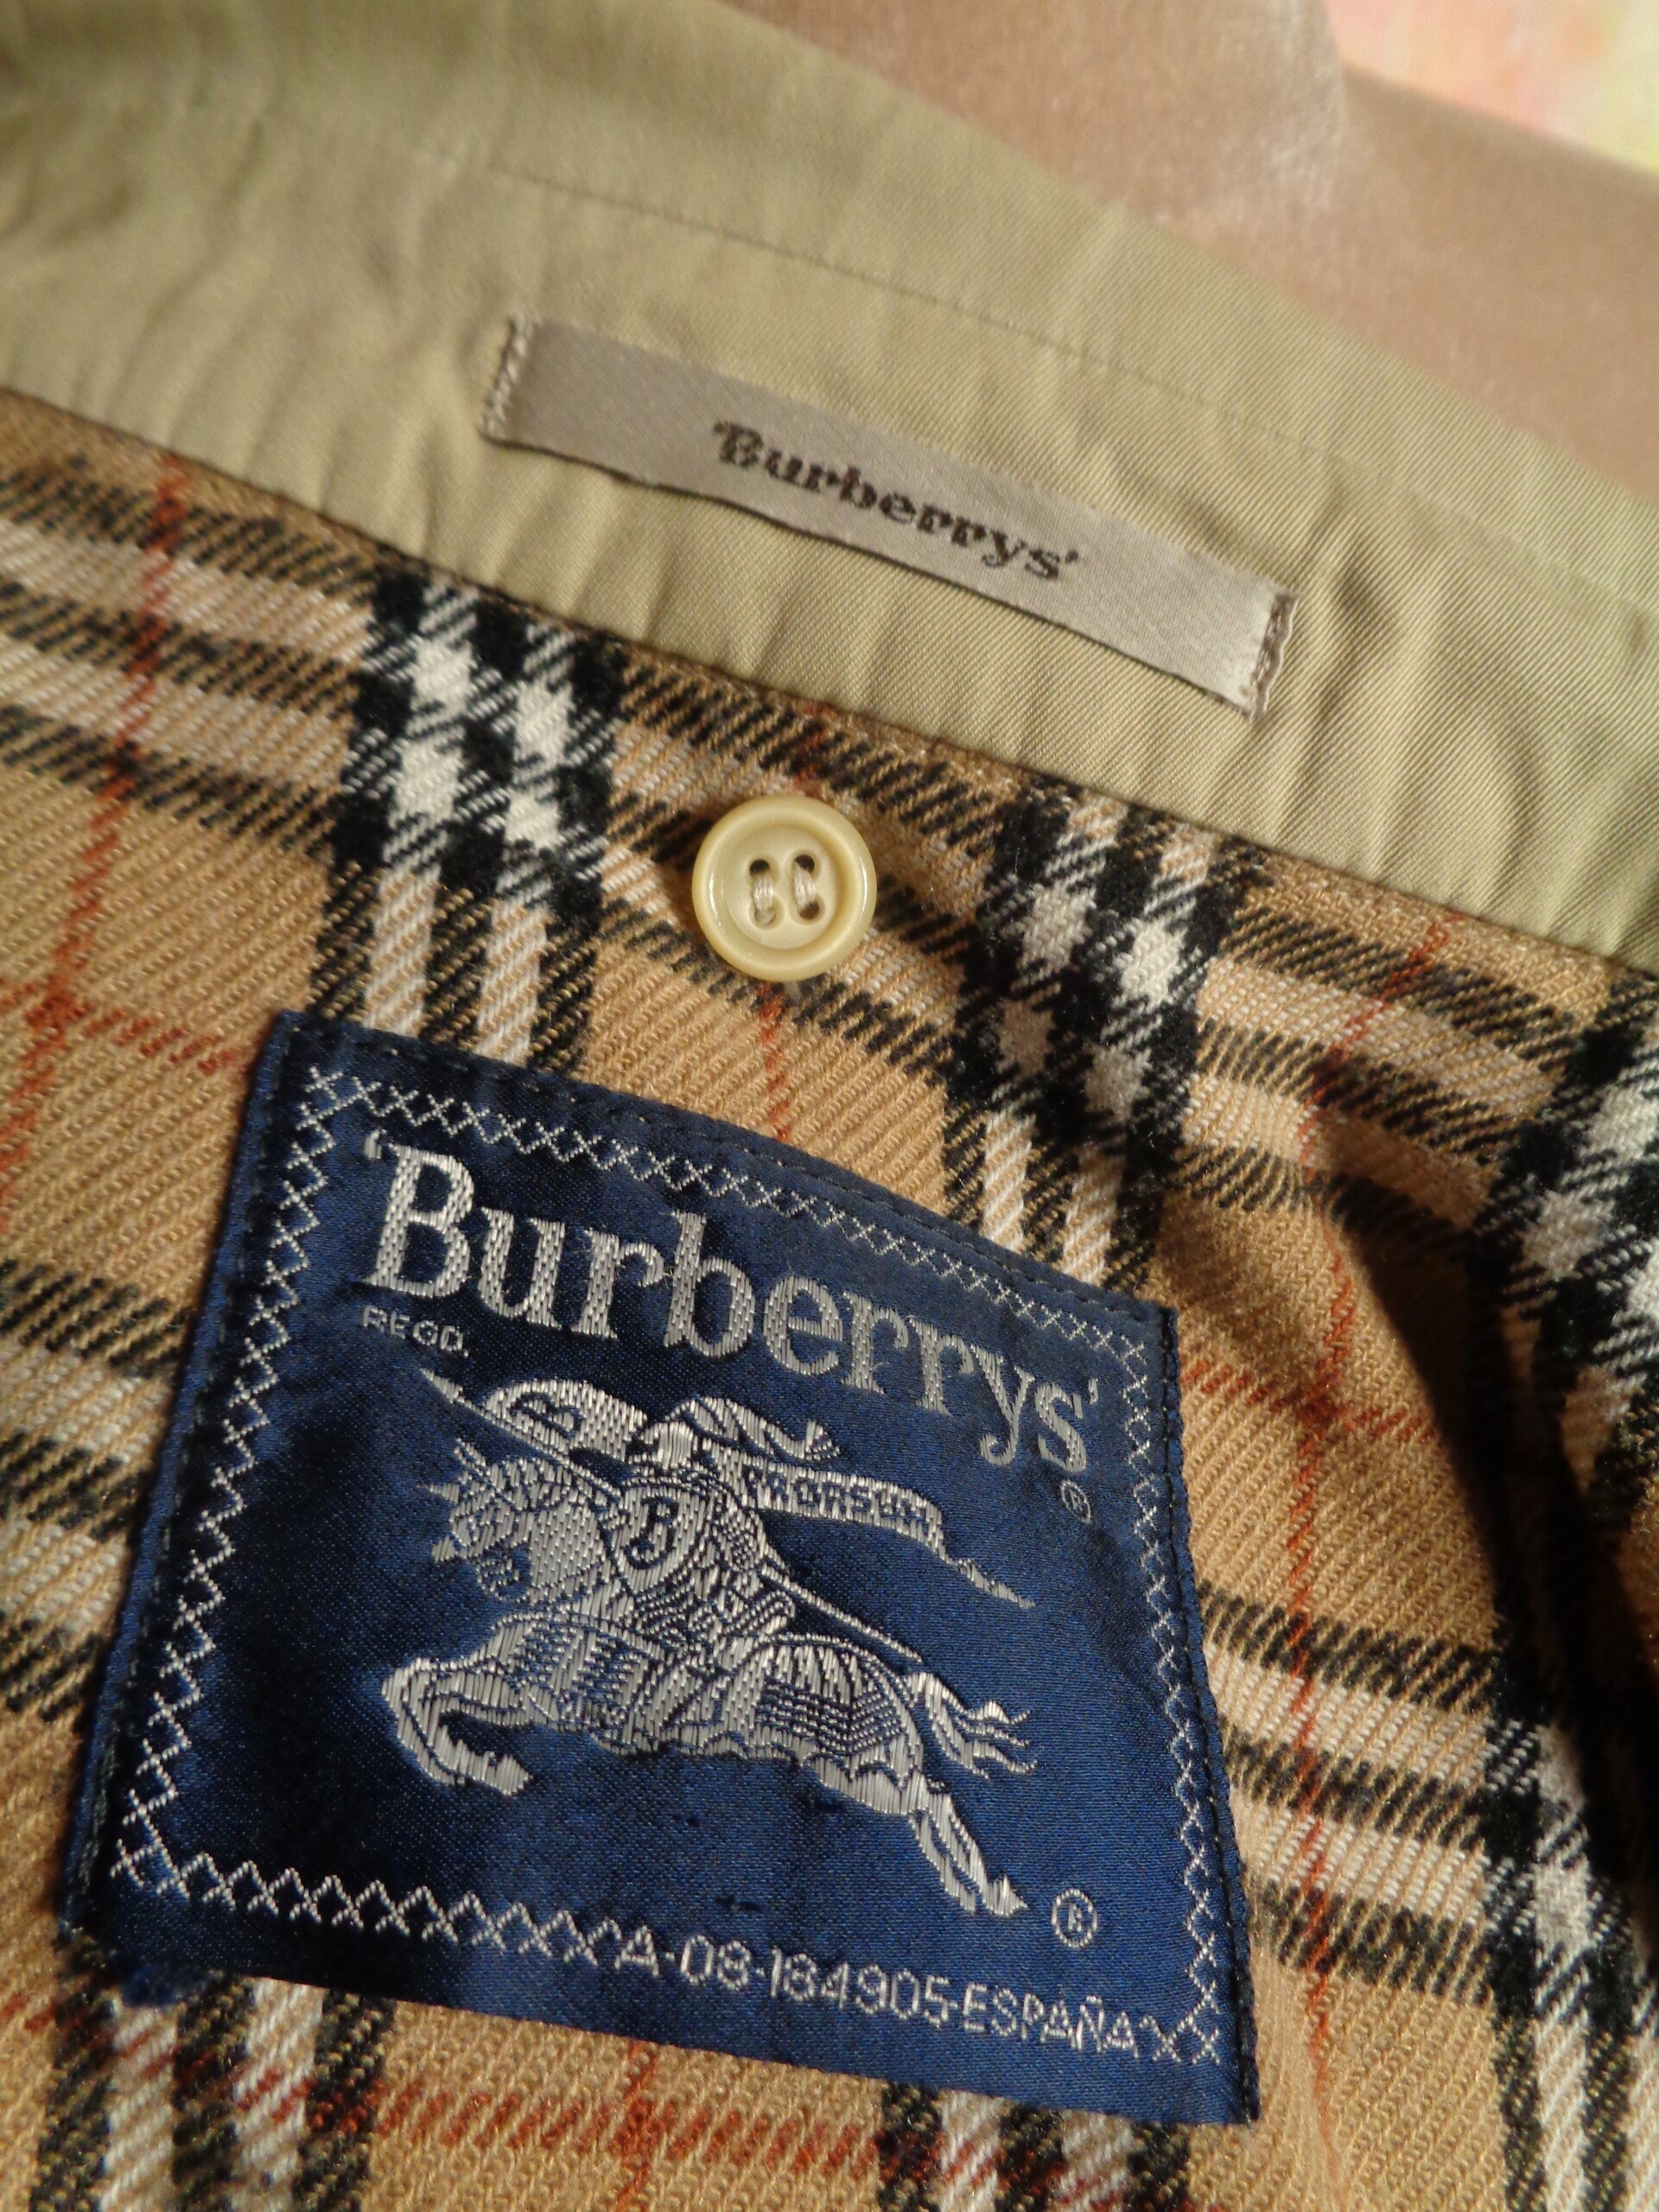 Burberrys'
'Burberrys'
REGD.
®
PRORSUM
B
®
A-08-184905-ESPAÑA